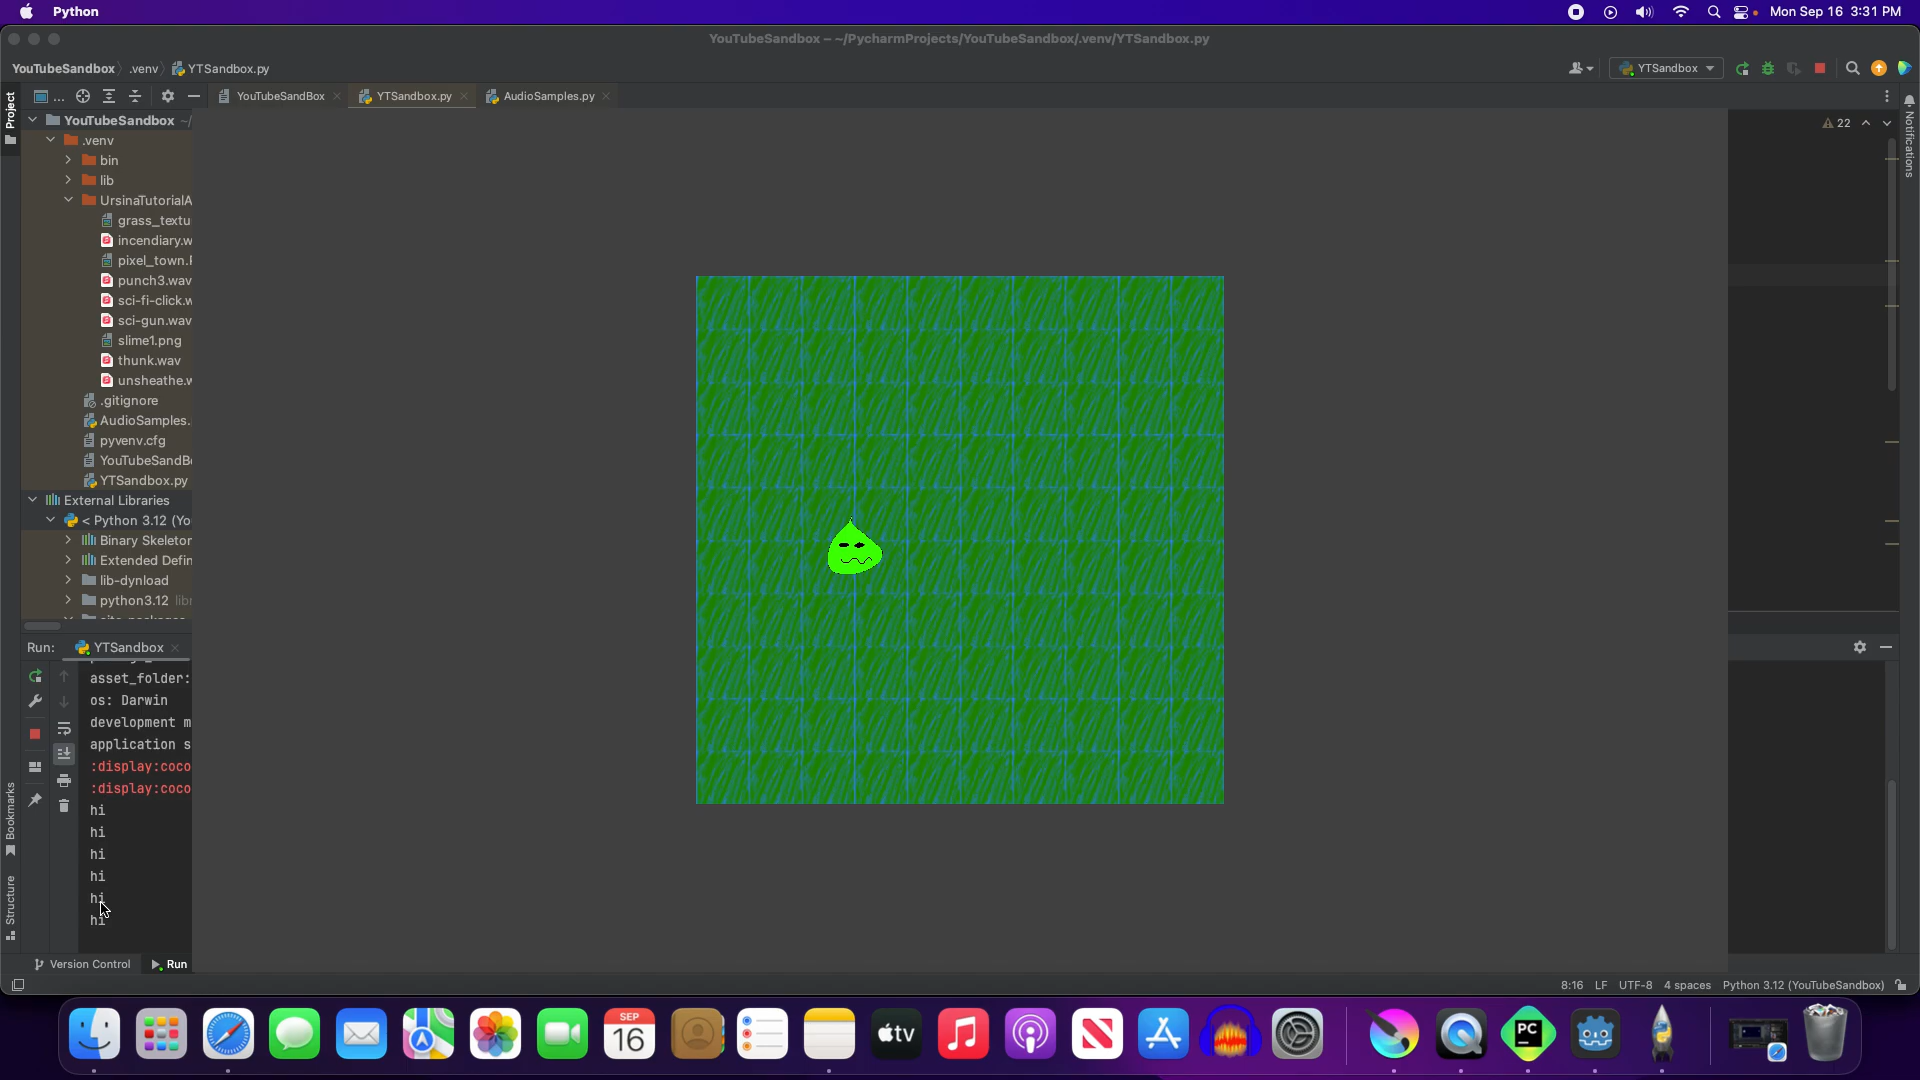 Python
Mon Sep 16 3:31 PM
YouTubeSandbox – ~/PycharmProjects/YouTubeSandbox/.venv/YTSandbox.py
YouTubeSandbox .venv YTSandbox.py
YTSandbox
Project
...
YouTubeSandBox
YTSandbox.py
AudioSamples.py
Notifications
22
YouTubeSandbox ~/
.venv
bin
lib
UrsinaTutorialA
grass_textu
incendiary.w
pixel_town.
punch3.wav
sci-fi-click.w
sci-gun.wav
slime1.png
thunk.wav
unsheathe.w
.gitignore
AudioSamples.
pyvenv.cfg
YouTubeSandB
YTSandbox.py
External Libraries
< Python 3.12 (Yo
Binary Skeletor
Extended Defin
lib-dynload
python3.12 libr
Run: YTSandbox
asset_folder:
os: Darwin
development m
application s
:display:coco
:display:coco
hi
hi
hi
hi
hi
hi
Bookmarks
Structure
Version Control
Run
8:16 LF UTF-8 4 spaces Python 3.12 (YouTubeSandbox)
SEP
16
tv
PC